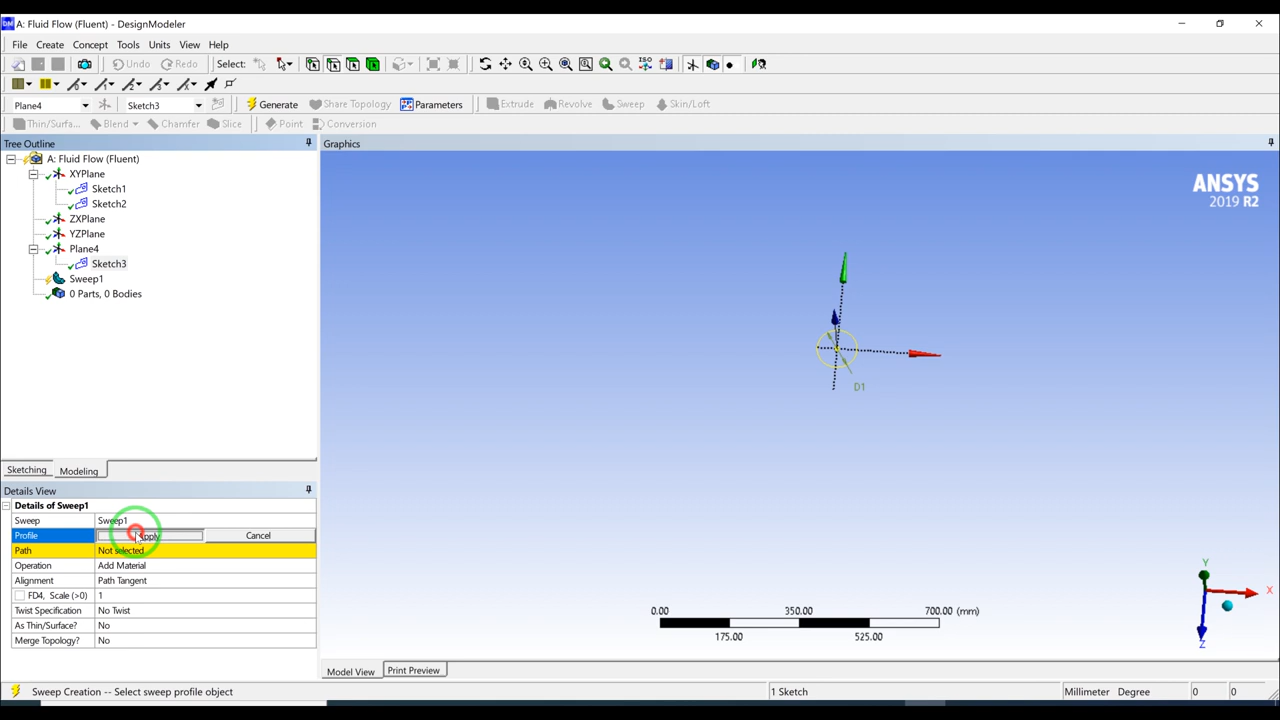 DM A: Fluid Flow (Fluent) - DesignModeler
File Create Concept Tools Units View Help
Undo Redo Select: ISO
Plane4 Sketch3 Generate Share Topology Parameters Extrude Revolve Sweep Skin/Loft
Thin/Surfa... Blend Chamfer Slice Point Conversion
Tree Outline
A: Fluid Flow (Fluent)
XYPlane
Sketch1
Sketch2
ZXPlane
YZPlane
Plane4
Sketch3
Sweep1
0 Parts, 0 Bodies
Sketching Modeling
Details View
Details of Sweep1
Sweep Sweep1
Profile Apply Cancel
Path Not selected
Operation Add Material
Alignment Path Tangent
FD4, Scale (>0) 1
Twist Specification No Twist
As Thin/Surface? No
Merge Topology? No
Graphics
ANSYS
2019 R2
D1
0.00 350.00 700.00 (mm)
175.00 525.00
Y
X
Z
Model View Print Preview
Sweep Creation -- Select sweep profile object 1 Sketch Millimeter Degree 0 0